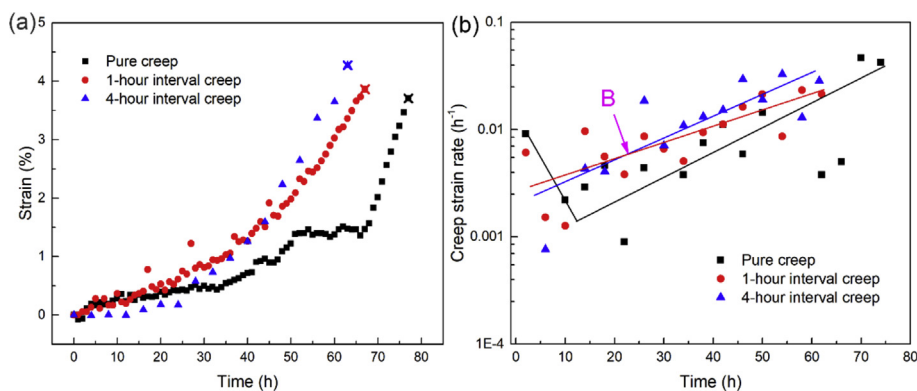 (a)
Pure creep
1-hour interval creep
4-hour interval creep
Strain (%)
5
4
3
2
1
0
0 10 20 30 40 50 60 70 80
Time (h)
(b)
B
Pure creep
1-hour interval creep
4-hour interval creep
Creep strain rate (h⁻¹)
0.1
0.01
0.001
1E-4
0 10 20 30 40 50 60 70 80
Time (h)